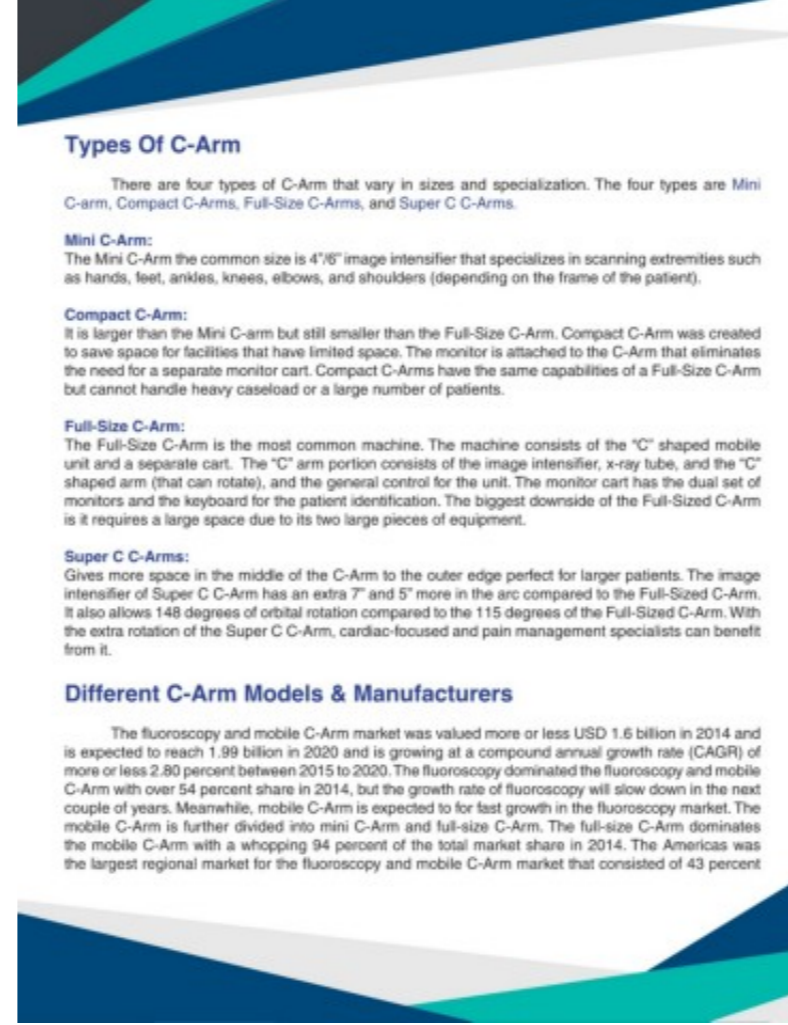 Types Of C-Arm
There are four types of C-Arm that vary in sizes and specialization. The four types are Mini
C-arm, Compact C-Arms, Full-Size C-Arms, and Super C C-Arms.
Mini C-Arm:
The Mini C-Arm the common size is 4"/6" image intensifier that specializes in scanning extremities such
as hands, feet, ankles, knees, elbows, and shoulders (depending on the frame of the patient).
Compact C-Arm:
It is larger than the Mini C-arm but still smaller than the Full-Size C-Arm. Compact C-Arm was created
to save space for facilities that have limited space. The monitor is attached to the C-Arm that eliminates
the need for a separate monitor cart. Compact C-Arms have the same capabilities of a Full-Size C-Arm
but cannot handle heavy caseload or a large number of patients.
Full-Size C-Arm:
The Full-Size C-Arm is the most common machine. The machine consists of the "C" shaped mobile
unit and a separate cart. The "C" arm portion consists of the image intensifier, x-ray tube, and the "C"
shaped arm (that can rotate), and the general control for the unit. The monitor cart has the dual set of
monitors and the keyboard for the patient identification. The biggest downside of the Full-Sized C-Arm
is it requires a large space due to its two large pieces of equipment.
Super C C-Arms:
Gives more space in the middle of the C-Arm to the outer edge perfect for larger patients. The image
intensifier of Super C C-Arm has an extra 7" and 5" more in the arc compared to the Full-Sized C-Arm.
It also allows 148 degrees of orbital rotation compared to the 115 degrees of the Full-Sized C-Arm. With
the extra rotation of the Super C C-Arm, cardiac-focused and pain management specialists can benefit
from it.
Different C-Arm Models & Manufacturers
The fluoroscopy and mobile C-Arm market was valued more or less USD 1.6 billion in 2014 and
is expected to reach 1.99 billion in 2020 and is growing at a compound annual growth rate (CAGR) of
more or less 2.80 percent between 2015 to 2020. The fluoroscopy dominated the fluoroscopy and mobile
C-Arm with over 54 percent share in 2014, but the growth rate of fluoroscopy will slow down in the next
couple of years. Meanwhile, mobile C-Arm is expected to for fast growth in the fluoroscopy market. The
mobile C-Arm is further divided into mini C-Arm and full-size C-Arm. The full-size C-Arm dominates
the mobile C-Arm with a whopping 94 percent of the total market share in 2014. The Americas was
the largest regional market for the fluoroscopy and mobile C-Arm market that consisted of 43 percent